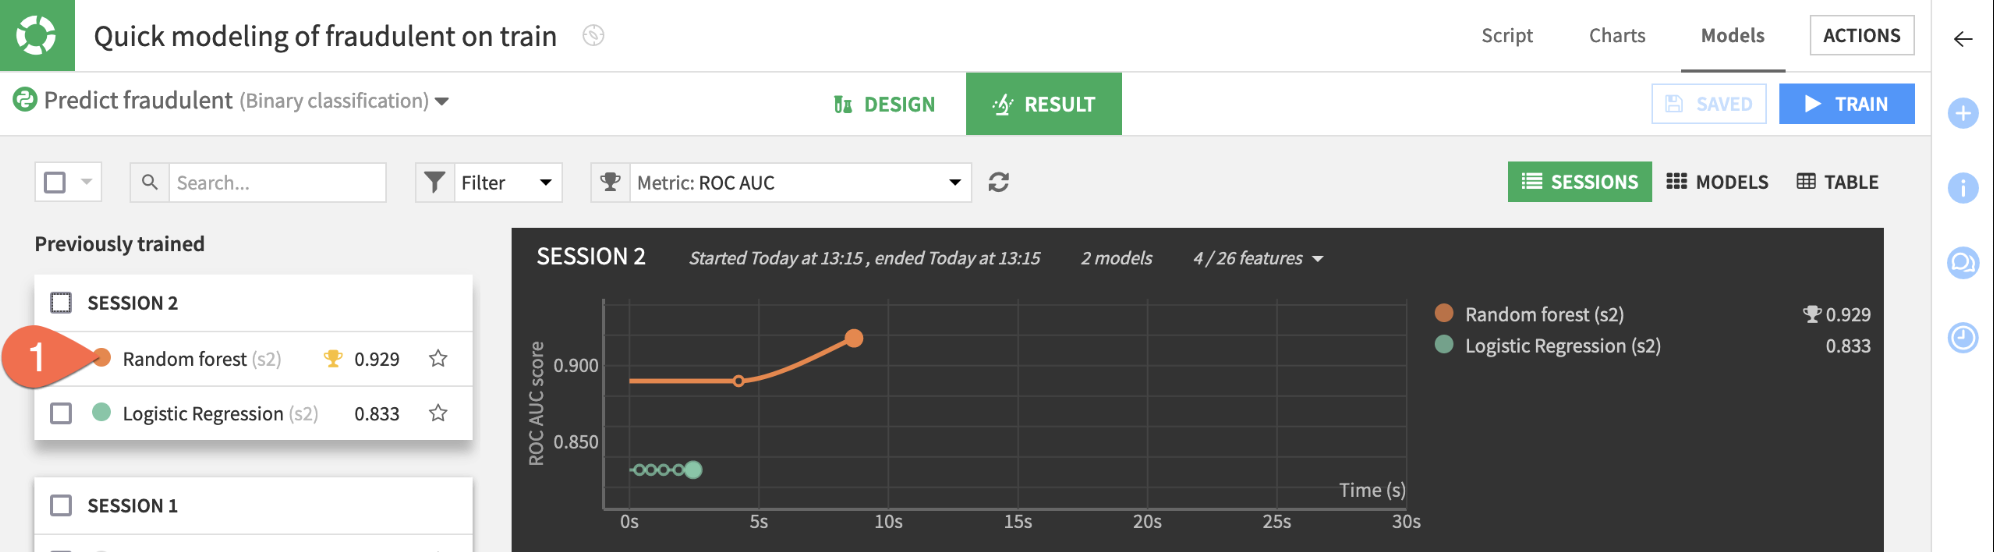 Quick modeling of fraudulent on train
Script Charts Models ACTIONS
Predict fraudulent (Binary classification)
DESIGN RESULT
SAVED TRAIN
Search...
Filter
Metric: ROC AUC
SESSIONS MODELS TABLE
Previously trained
SESSION 2
1
Random forest (s2) 0.929
Logistic Regression (s2) 0.833
SESSION 1
SESSION 2 Started Today at 13:15 , ended Today at 13:15 2 models 4 / 26 features
ROC AUC score
0.900
0.850
Time (s)
0s 5s 10s 15s 20s 25s 30s
Random forest (s2) 0.929
Logistic Regression (s2) 0.833